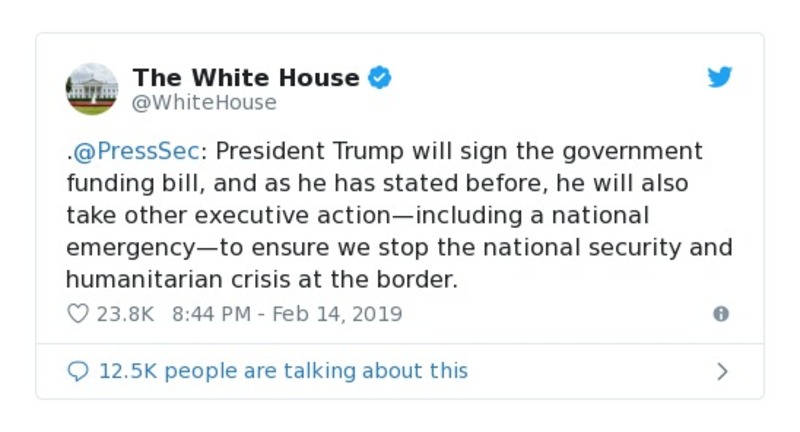 The White House
@WhiteHouse
.@PressSec: President Trump will sign the government
funding bill, and as he has stated before, he will also
take other executive action—including a national
emergency—to ensure we stop the national security and
humanitarian crisis at the border.
23.8K 8:44 PM - Feb 14, 2019
12.5K people are talking about this